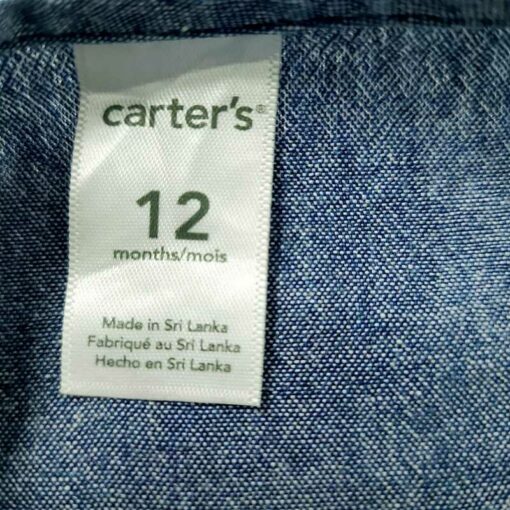 carter's®
12
months/mois
Made in Sri Lanka
Fabriqué au Sri Lanka
Hecho en Sri Lanka